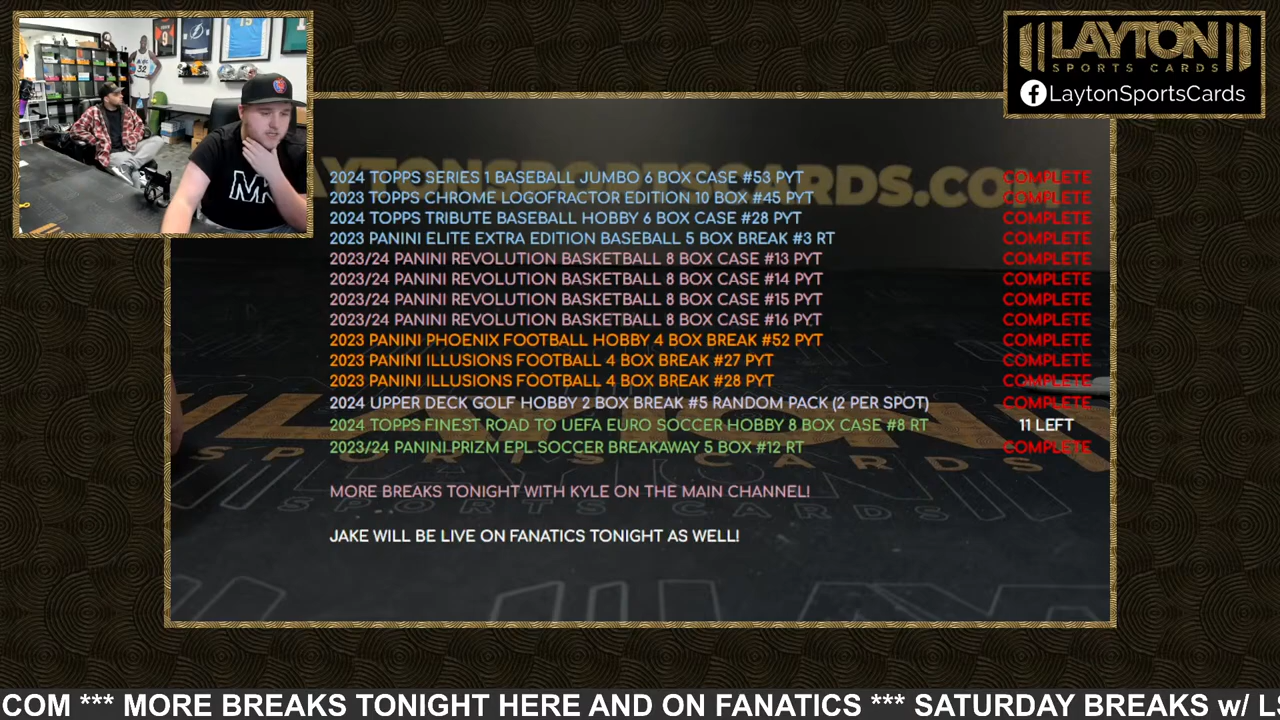 LAYTON
SPORTS CARDS
LaytonSportsCards
2024 TOPPS SERIES 1 BASEBALL JUMBO 6 BOX CASE #53 PYT COMPLETE
2023 TOPPS CHROME LOGOFRACTOR EDITION 10 BOX #45 PYT COMPLETE
2024 TOPPS TRIBUTE BASEBALL HOBBY 6 BOX CASE #28 PYT COMPLETE
2023 PANINI ELITE EXTRA EDITION BASEBALL 5 BOX BREAK #3 RT COMPLETE
2023/24 PANINI REVOLUTION BASKETBALL 8 BOX CASE #13 PYT COMPLETE
2023/24 PANINI REVOLUTION BASKETBALL 8 BOX CASE #14 PYT COMPLETE
2023/24 PANINI REVOLUTION BASKETBALL 8 BOX CASE #15 PYT COMPLETE
2023/24 PANINI REVOLUTION BASKETBALL 8 BOX CASE #16 PYT COMPLETE
2023 PANINI PHOENIX FOOTBALL HOBBY 4 BOX BREAK #52 PYT COMPLETE
2023 PANINI ILLUSIONS FOOTBALL 4 BOX BREAK #27 PYT COMPLETE
2023 PANINI ILLUSIONS FOOTBALL 4 BOX BREAK #28 PYT COMPLETE
2024 UPPER DECK GOLF HOBBY 2 BOX BREAK #5 RANDOM PACK (2 PER SPOT) COMPLETE
2024 TOPPS FINEST ROAD TO UEFA EURO SOCCER HOBBY 8 BOX CASE #8 RT 11 LEFT
2023/24 PANINI PRIZM EPL SOCCER BREAKAWAY 5 BOX #12 RT COMPLETE
MORE BREAKS TONIGHT WITH KYLE ON THE MAIN CHANNEL!
JAKE WILL BE LIVE ON FANATICS TONIGHT AS WELL!
COM *** MORE BREAKS TONIGHT HERE AND ON FANATICS *** SATURDAY BREAKS w/ LS